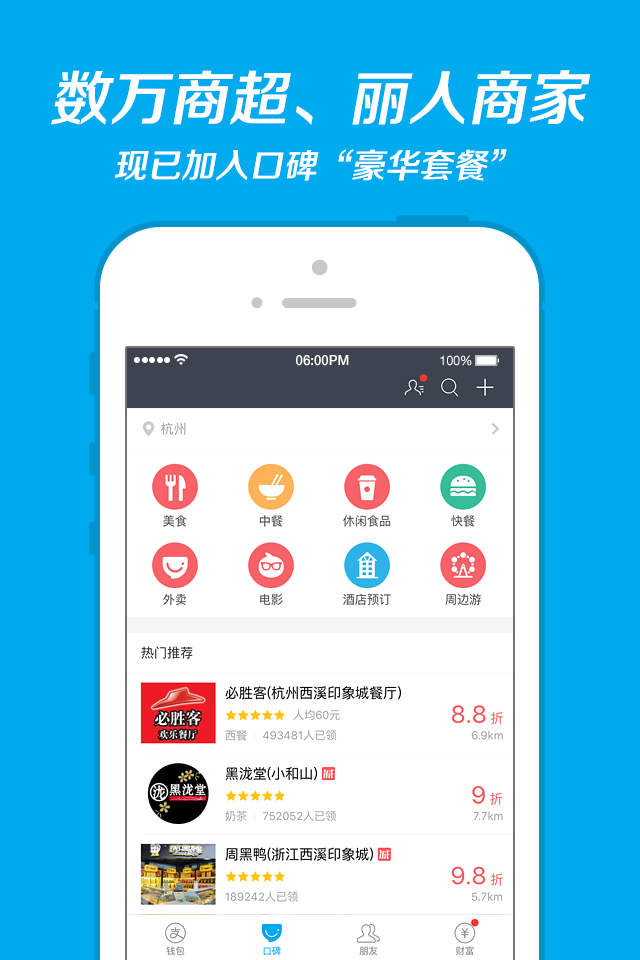 数万商超、丽人商家
现已加入口碑“豪华套餐”
06:00PM 100%
杭州
美食 中餐 休闲食品 快餐
外卖 电影 酒店预订 周边游
热门推荐
必胜客
欢乐餐厅
必胜客(杭州西溪印象城餐厅)
人均60元
8.8折
西餐 493481人已领 6.9km
黑泷堂
黑泷堂(小和山)
9折
奶茶 752052人已领 7.7km
周黑鸭(浙江西溪印象城)
9.8折
189242人已领 5.7km
支 ¥
钱包 口碑 朋友 财富